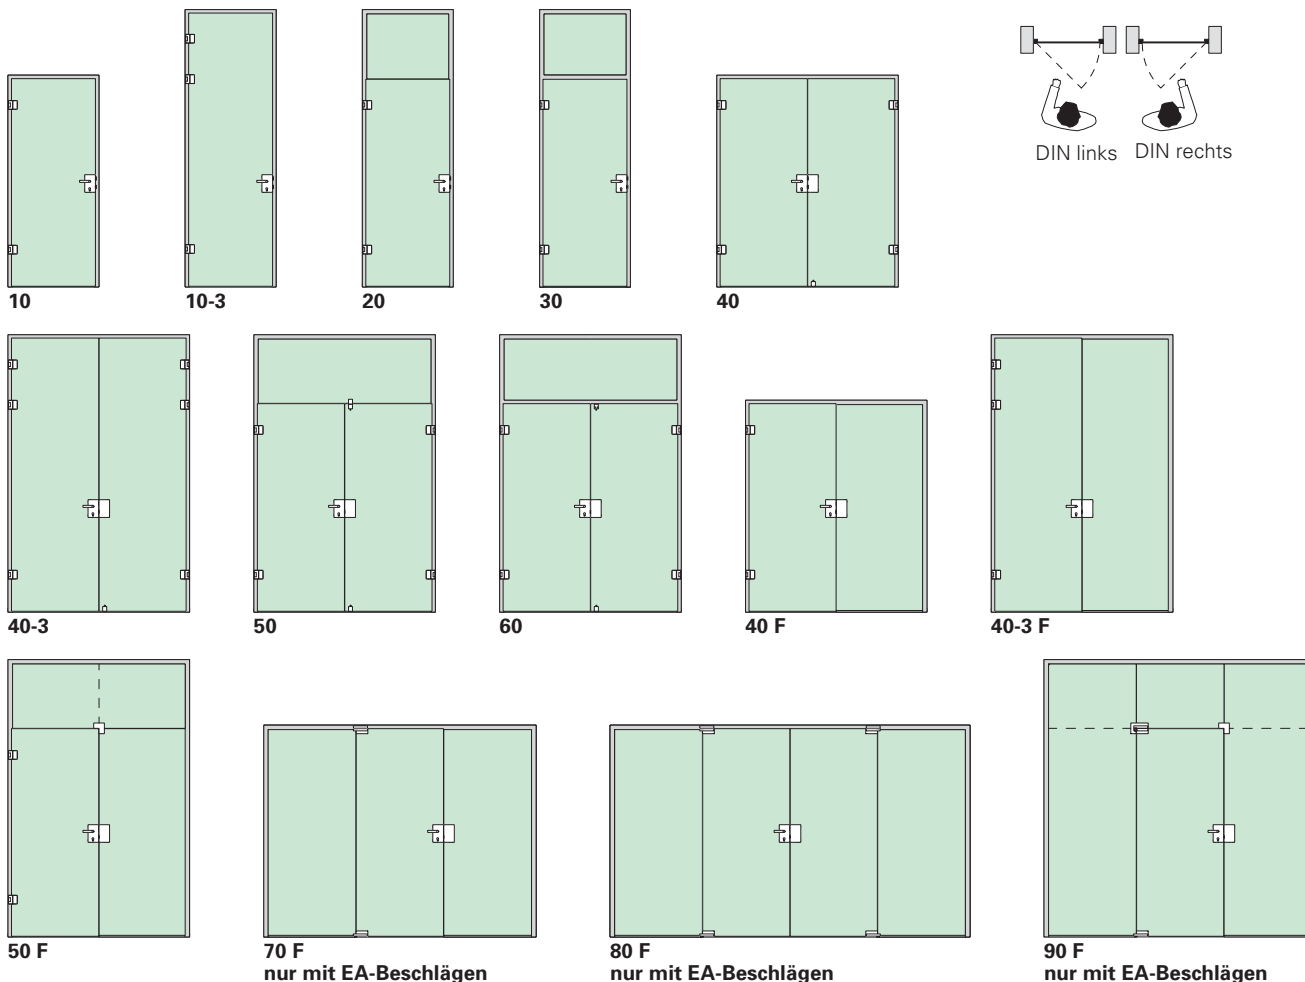 DIN links
DIN rechts
10
10-3
20
30
40
40-3
50
60
40 F
40-3 F
50 F
70 F
nur mit EA-Beschlägen
80 F
nur mit EA-Beschlägen
90 F
nur mit EA-Beschlägen